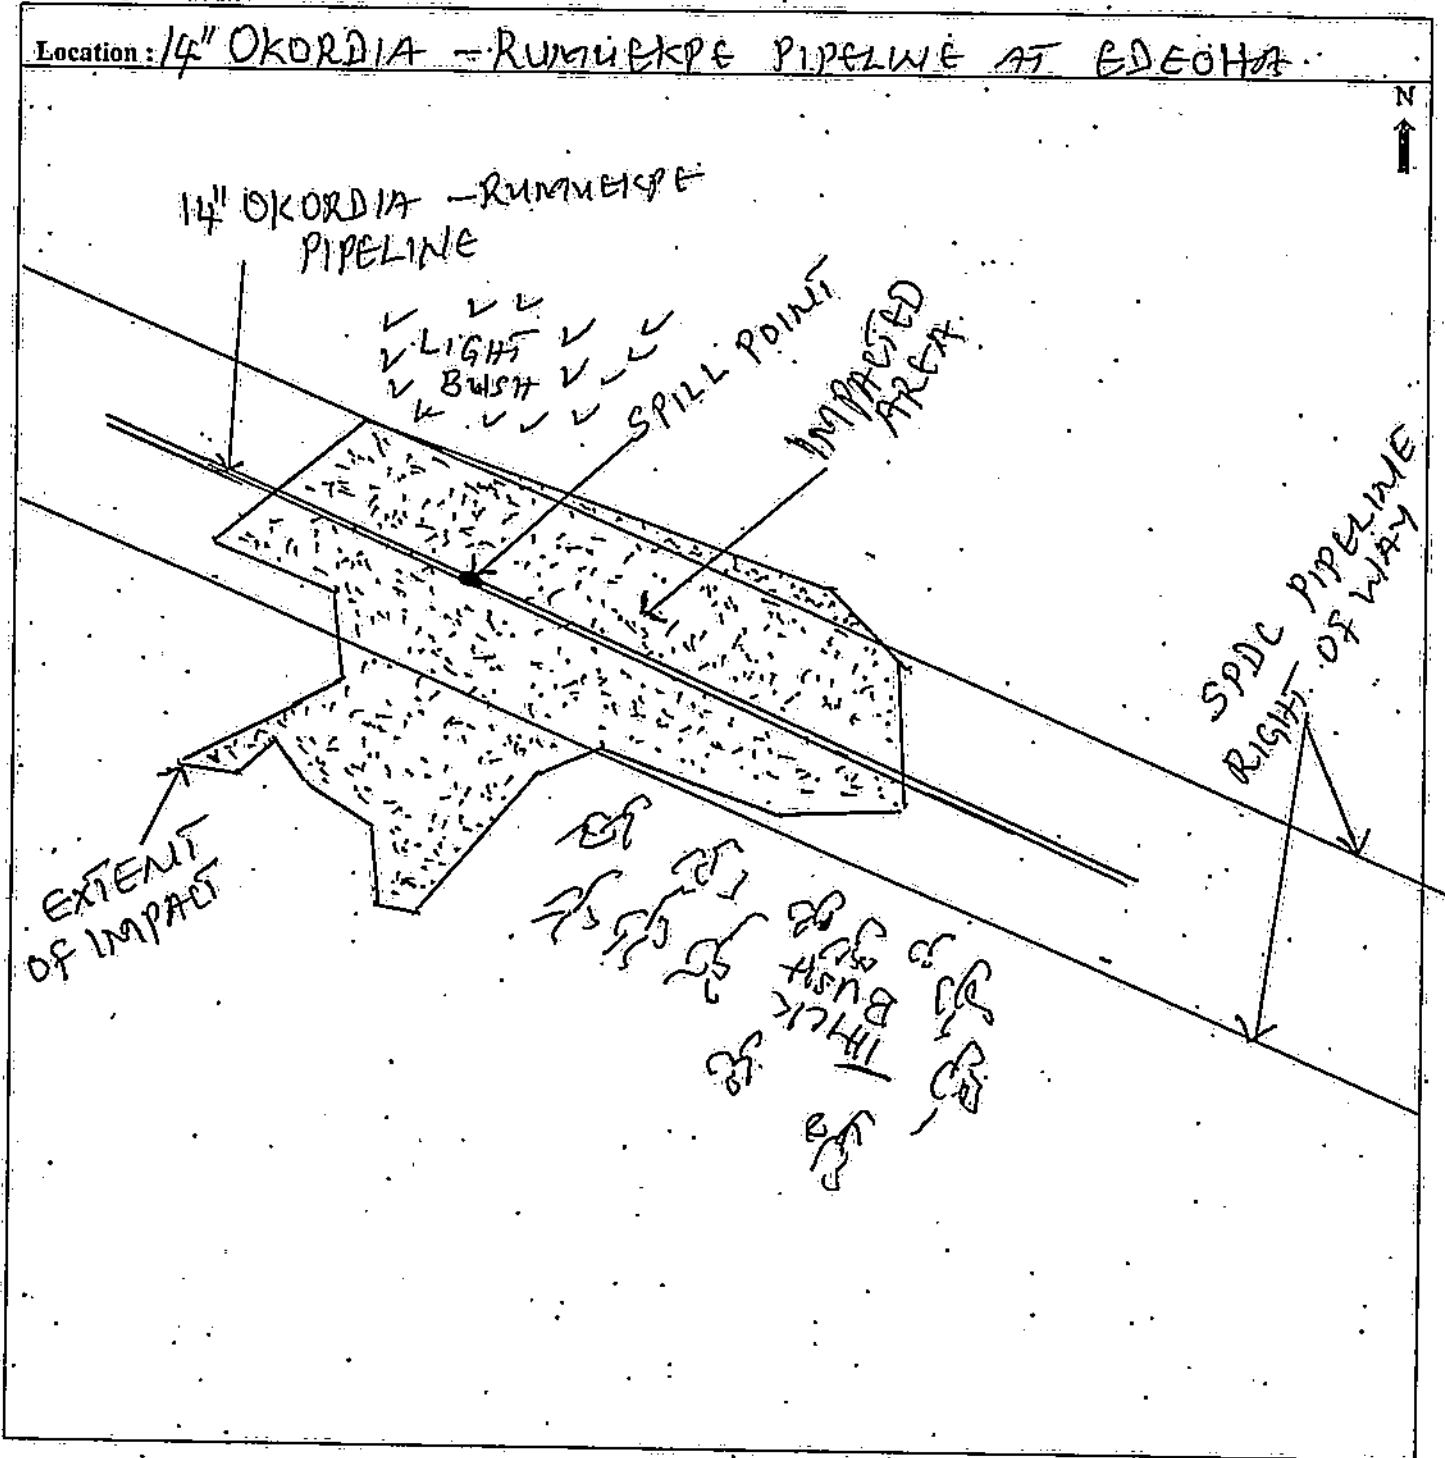 Location : 14" OKORDIA - RUMUEKPE PIPELINE AT EDEOHA
N
14" OKORDIA - RUMUEKPE
PIPELINE
LIGHT
BUSH
SPILL POINT
IMPACTED
AREA
SPDC PIPELINE
RIGHT OF WAY
EXTENT
OF IMPACT
THICK
BUSH